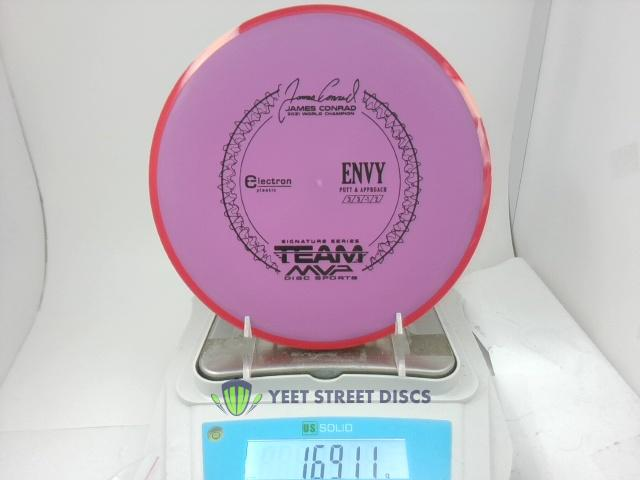 James Conrad
JAMES CONRAD
2021 WORLD CHAMPION
electron
plastic
ENVY
PUTT & APPROACH
SIGNATURE SERIES
TEAM
MVP
DISC SPORTS
YEET STREET DISCS
US SOLID
169.11 g